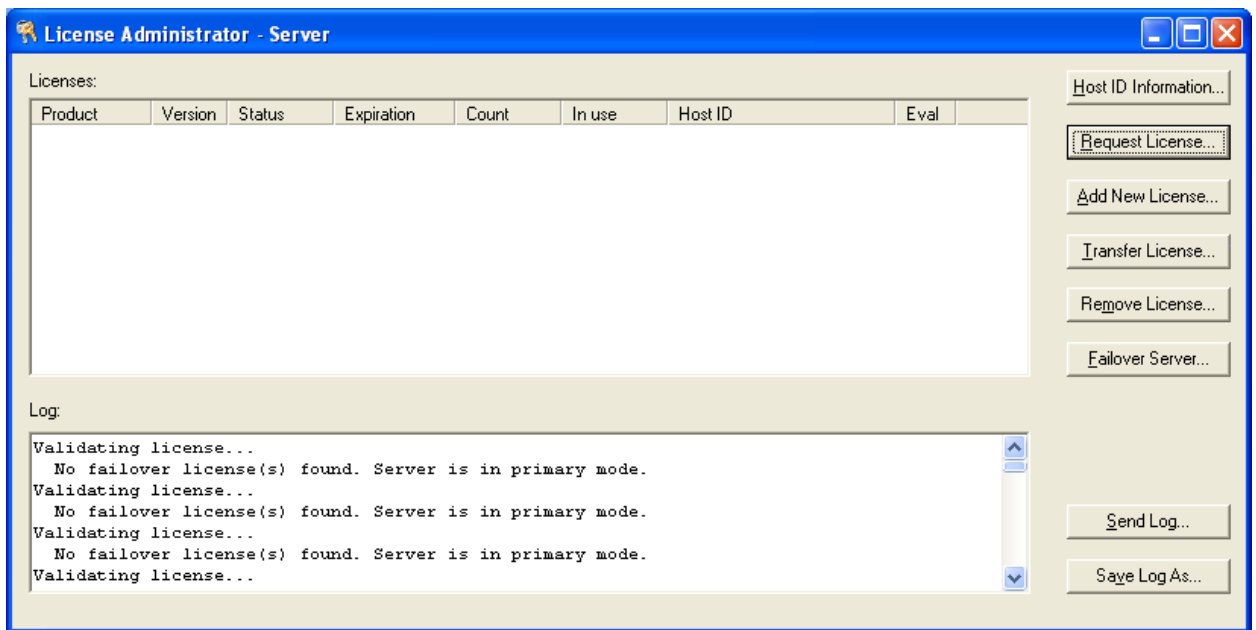 License Administrator - Server
Licenses:
Product Version Status Expiration Count In use Host ID Eval
Host ID Information...
Request License...
Add New License...
Transfer License...
Remove License...
Failover Server...
Log:
Validating license...
No failover license(s) found. Server is in primary mode.
Validating license...
No failover license(s) found. Server is in primary mode.
Validating license...
No failover license(s) found. Server is in primary mode.
Validating license...
Send Log...
Save Log As...